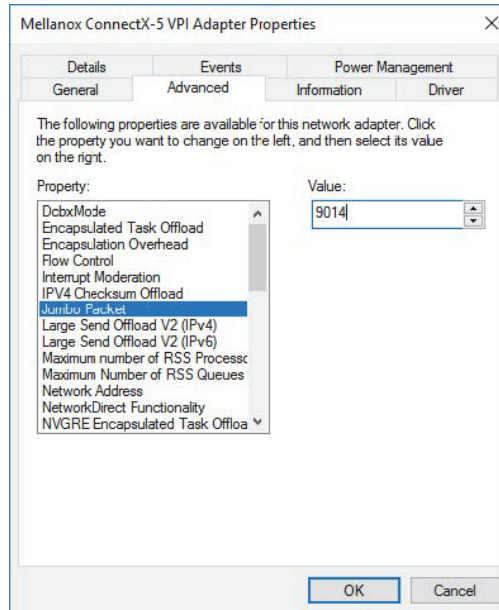 Mellanox ConnectX-5 VPI Adapter Properties
Details Events Power Management
General Advanced Information Driver
The following properties are available for this network adapter. Click
the property you want to change on the left, and then select its value
on the right.
Property:
Value:
DcbxMode
9014
Encapsulated Task Offload
Encapsulation Overhead
Flow Control
Interrupt Moderation
IPV4 Checksum Offload
Jumbo Packet
Large Send Offload V2 (IPv4)
Large Send Offload V2 (IPv6)
Maximum number of RSS Processc
Maximum Number of RSS Queues
Network Address
NetworkDirect Functionality
NVGRE Encapsulated Task Offloa
OK Cancel